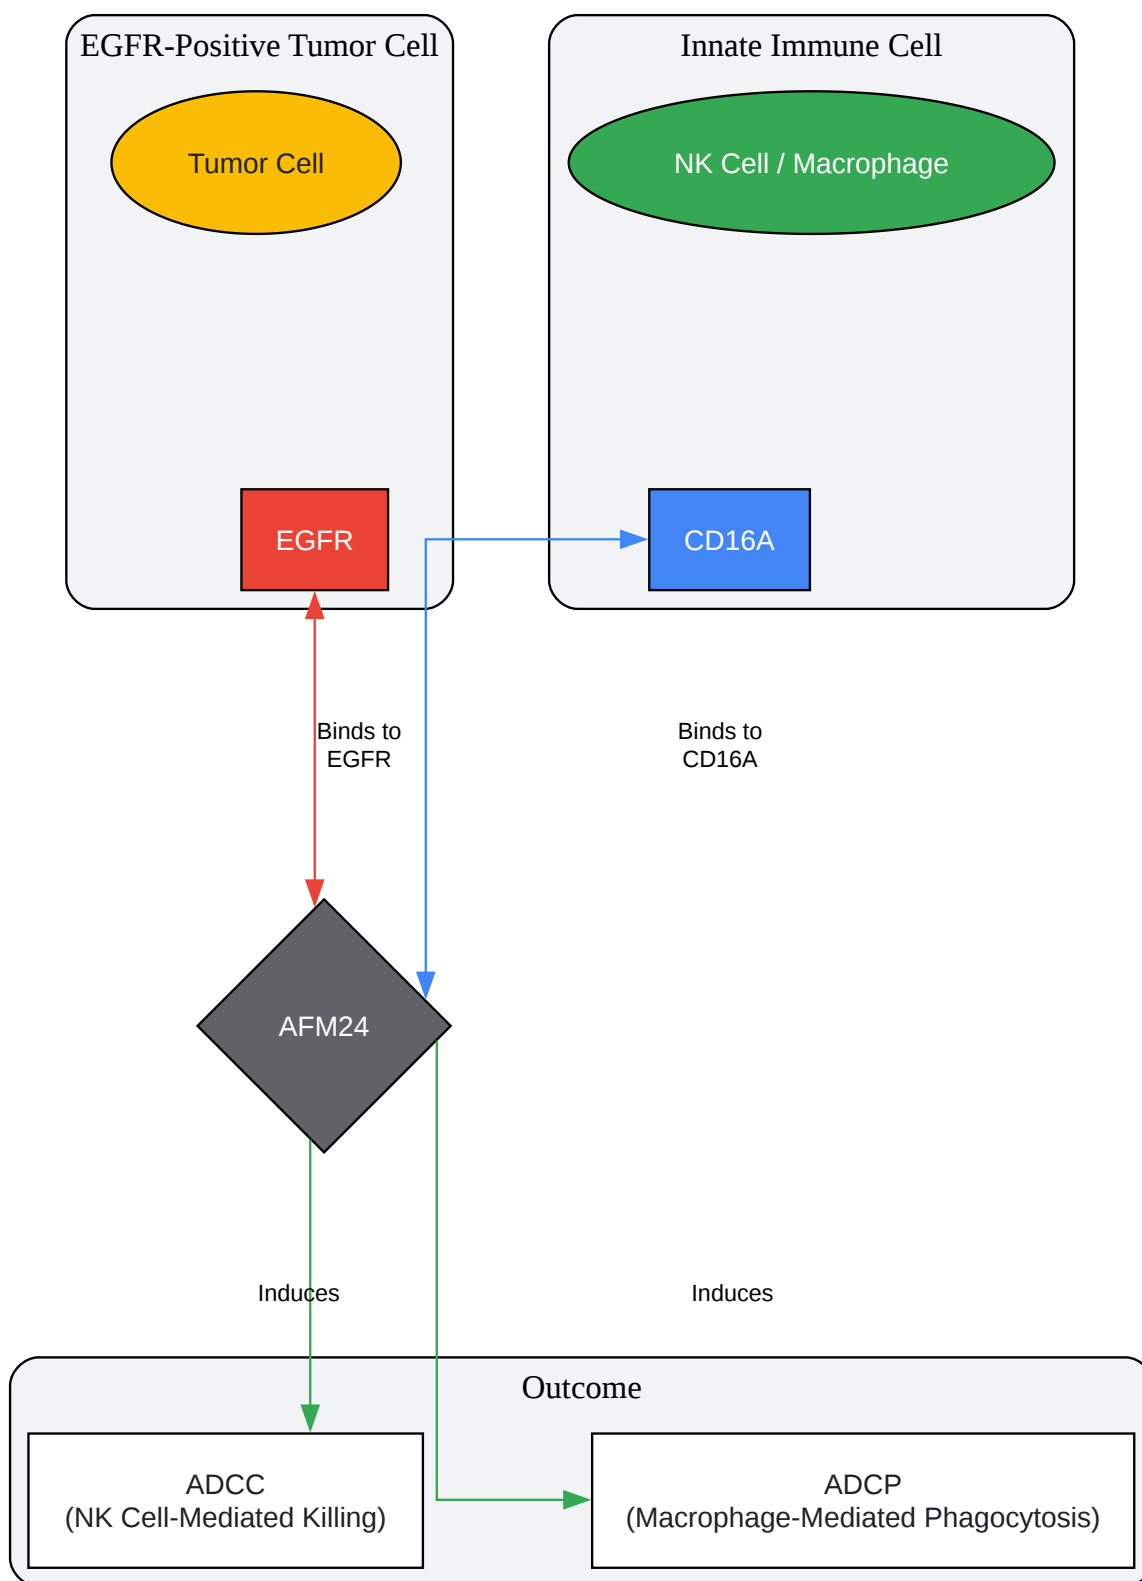 EGFR-Positive Tumor Cell
Innate Immune Cell
Tumor Cell
NK Cell / Macrophage
EGFR
CD16A
Binds to
EGFR
Binds to
CD16A
AFM24
Induces
Induces
Outcome
ADCC
(NK Cell-Mediated Killing)
ADCP
(Macrophage-Mediated Phagocytosis)